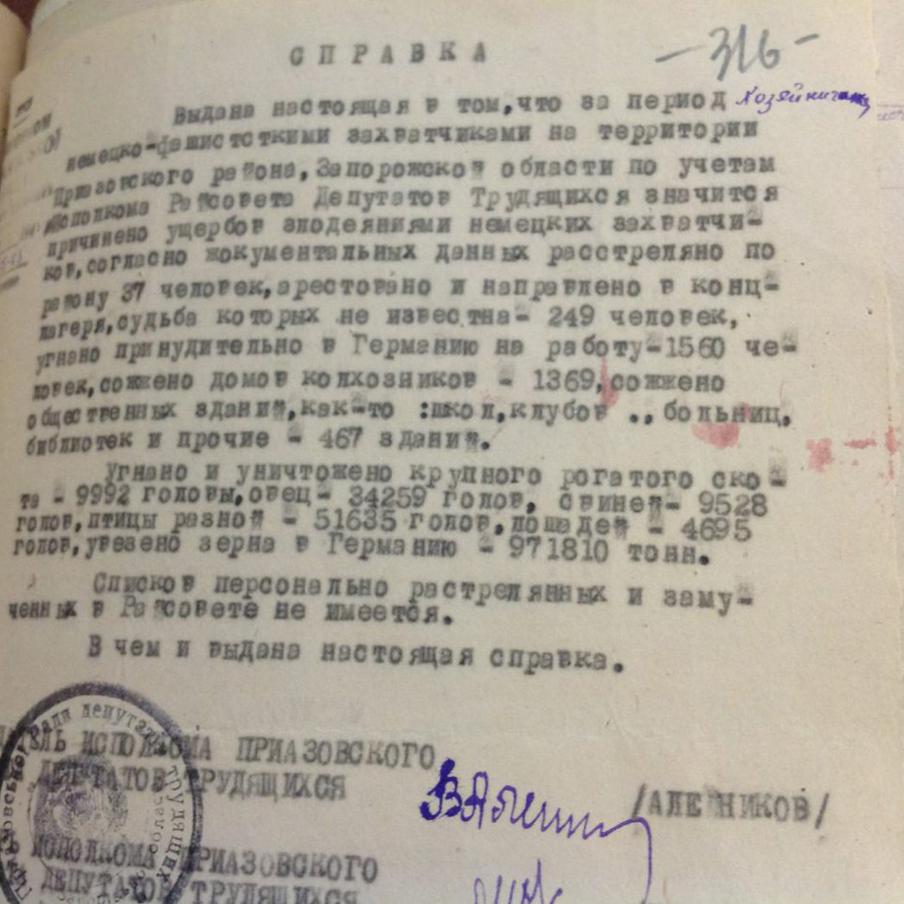 СПРАВКА
-316-
Выдана настоящая в том,что за период Хозяйничанья
немецко-фашистоткими захватчиками на территории
Приазовского района,Запорожской области по учетам
исполкома Райсовета Депутатов Трудящихся значится
причинено ущербов злодеяниями немецких захватчи-
ков,согласно жокументальных данных расстреляно по
району 37 человек,арестовано и направлено в конц-
лагеря,судьба которых не известна- 249 человек,
угнано принудительно в Германию на работу-1560 че-
ловек,сожжено домов колхозников - 1369,сожжено
общественных зданий,как-то :школ,клубов .,больниц,
библиотек и прочие - 467 зданий.
Угнано и уничтожено крупного рогатого ско-
та - 9992 головы,овец- 34259 голов, свиней- 9528
голов,птицы разной - 51635 голов,лошадей - 4695
голов,увезено зерна в Германию - 971810 тонн.
Списков персонально растрелянных и заму-
ченных в Райсовете не имеется.
В чем и выдана настоящая справка.
ИСПОЛКОМА ПРИАЗОВСКОГО
ДЕПУТАТОВ ТРУДЯЩИХСЯ
/АЛЕЙНИКОВ/
ИСПОЛКОМА ПРИАЗОВСКОГО
ДЕПУТАТОВ ТРУДЯЩИХСЯ
Ради депутатів трудящих